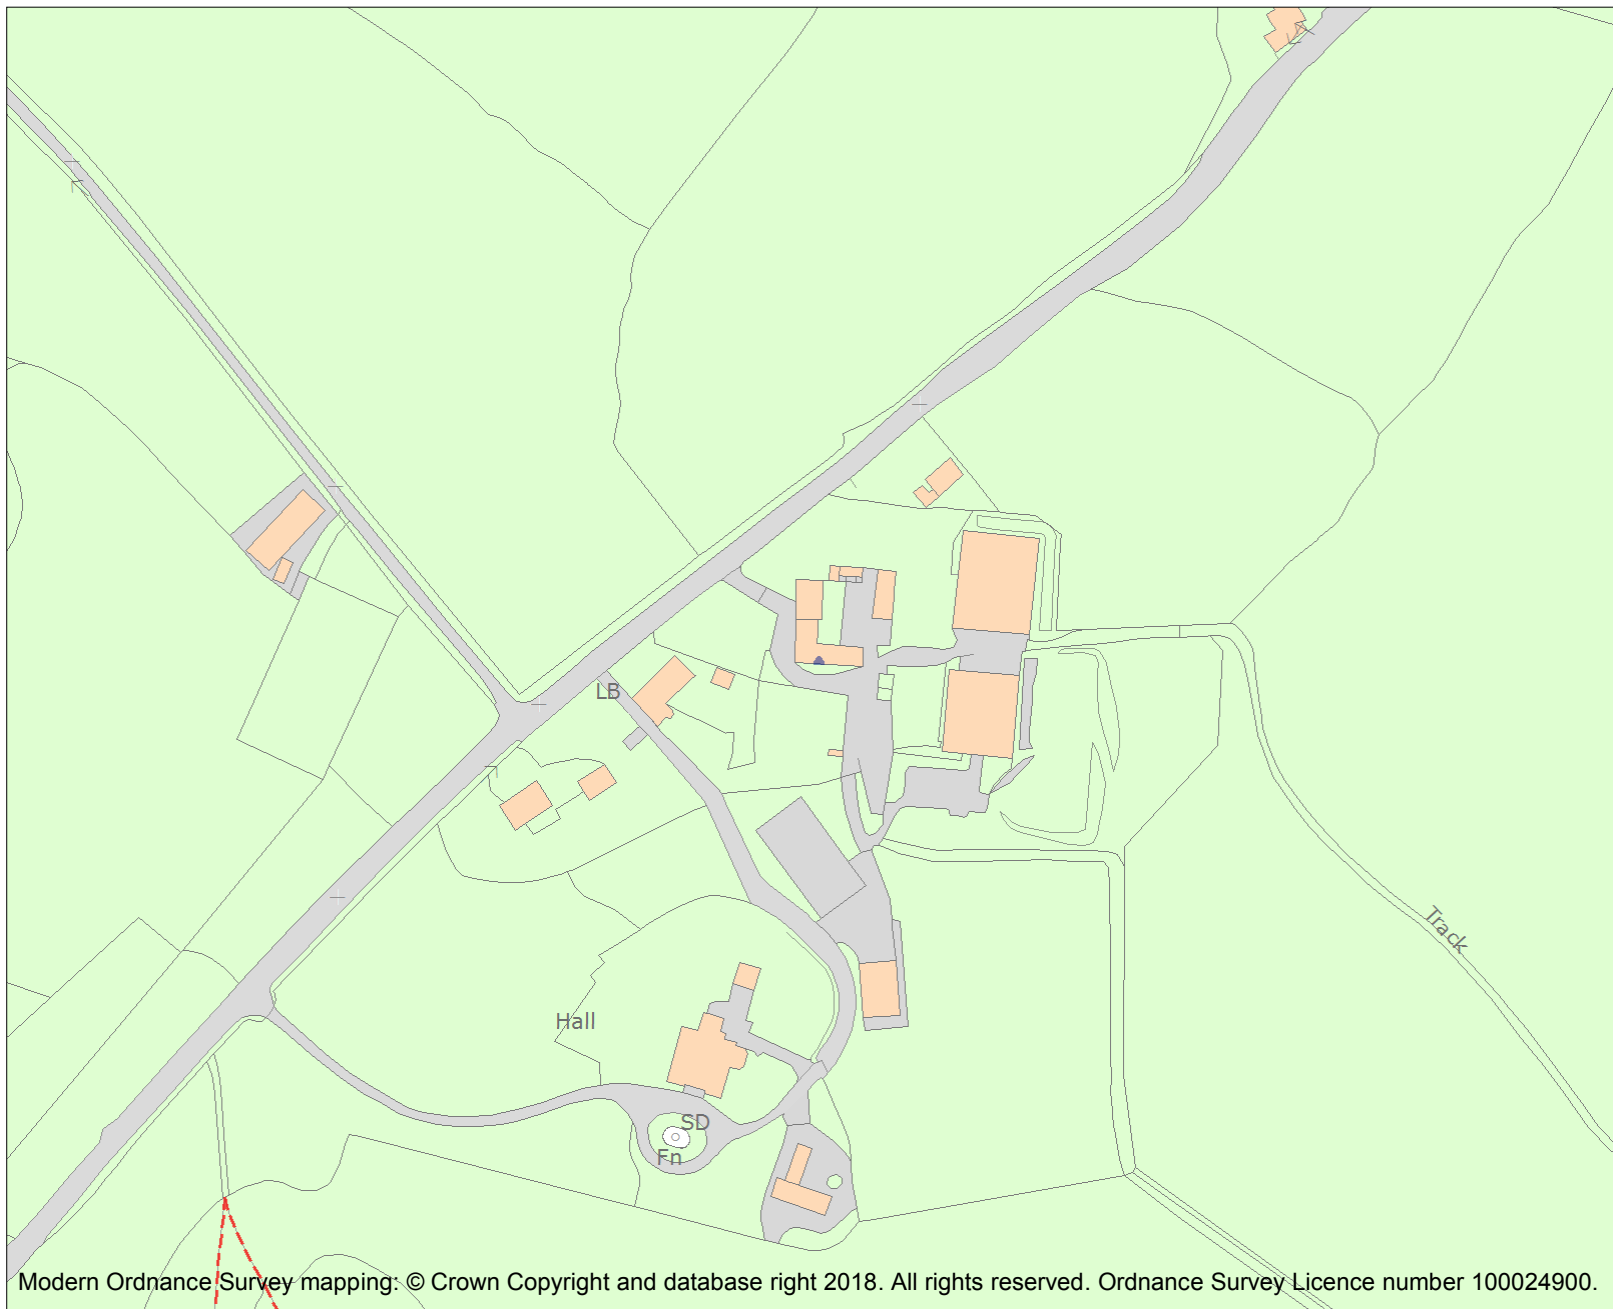 LB
Track
Hall
SD
Fn
Modern Ordnance Survey mapping: © Crown Copyright and database right 2018. All rights reserved. Ordnance Survey Licence number 100024900.